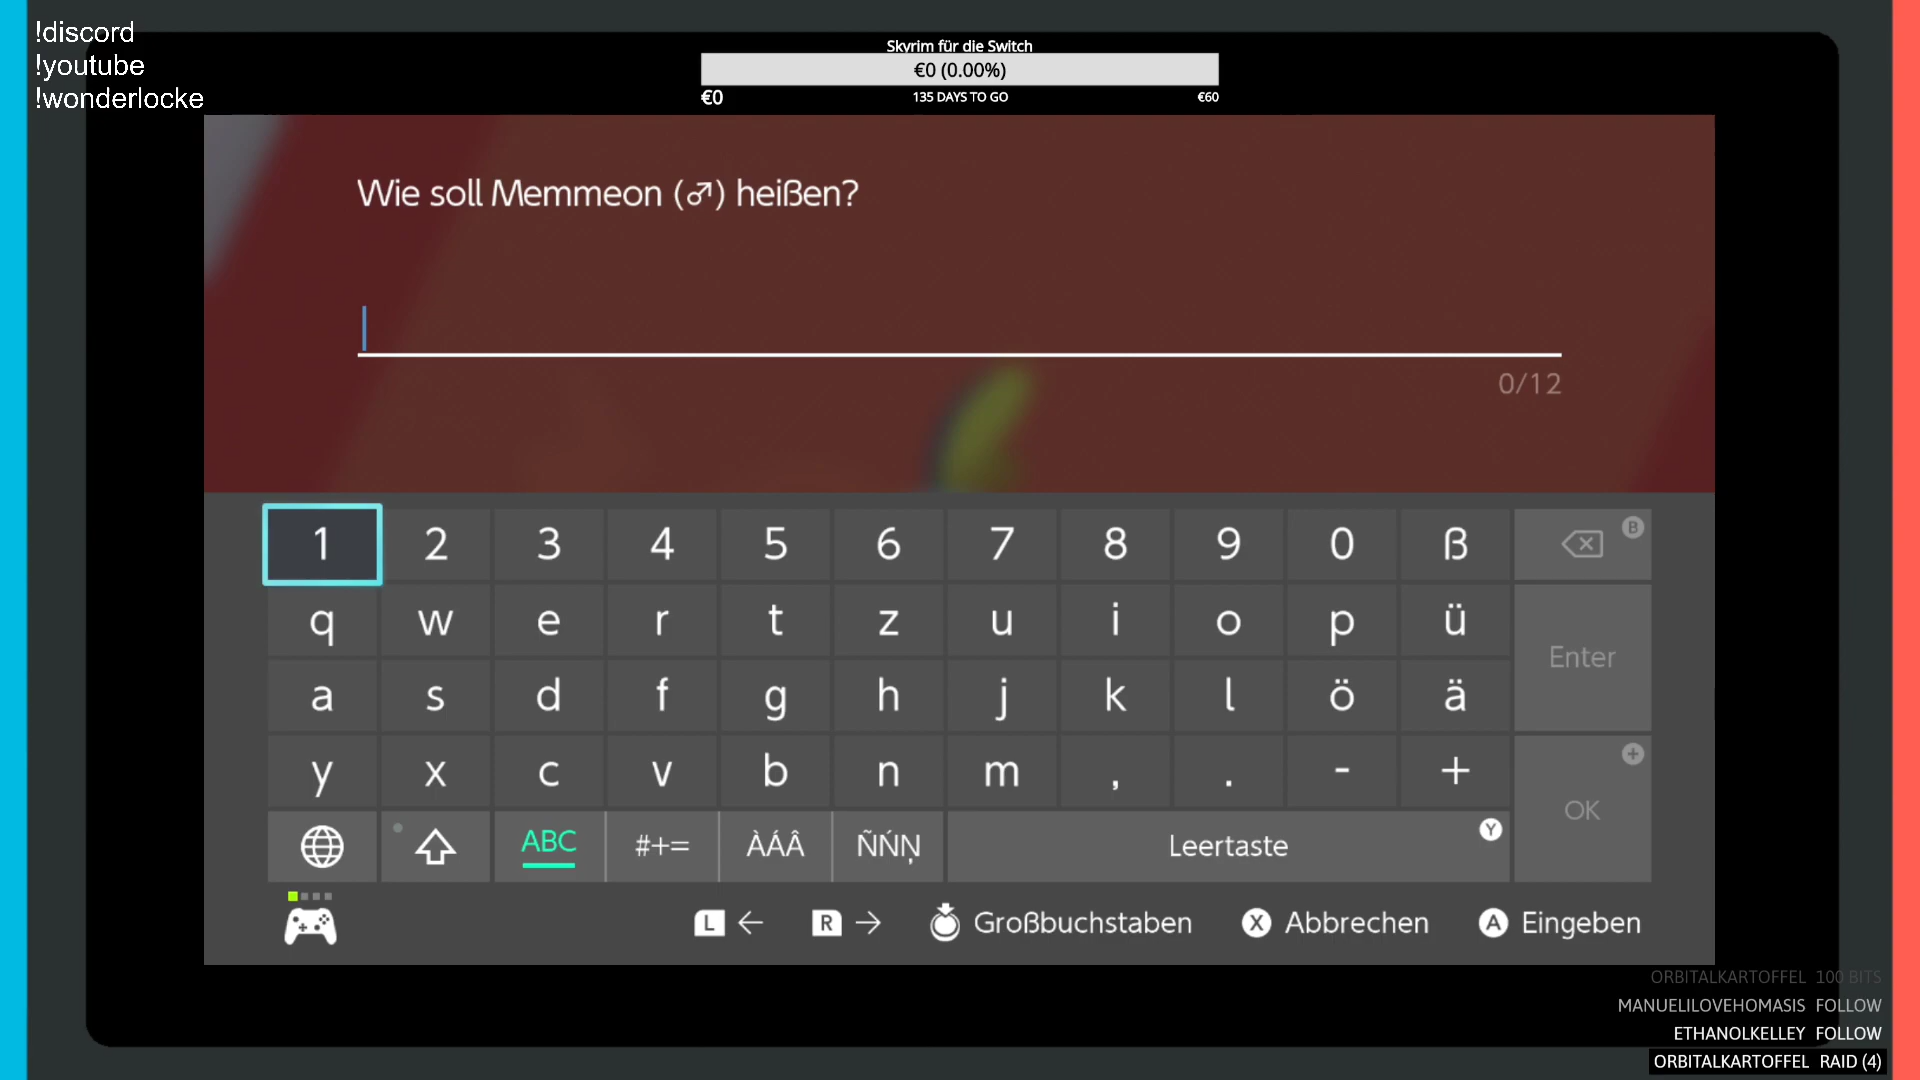 !discord
!youtube
!wonderlocke
Skyrim für die Switch
€0 (0.00%)
€0 135 DAYS TO GO €60
Wie soll Memmeon (♂) heißen?
0/12
1 2 3 4 5 6 7 8 9 0 ß B
q w e r t z u i o p ü Enter
a s d f g h j k l ö ä
y x c v b n m , . - + +
OK
ABC #+= ÀÁÂ ÑŃŅ Leertaste Y
L ← R → Großbuchstaben X Abbrechen A Eingeben
ORBITALKARTOFFEL 100 BITS
MANUELILOVEHOMASIS FOLLOW
ETHANOLKELLEY FOLLOW
ORBITALKARTOFFEL RAID (4)